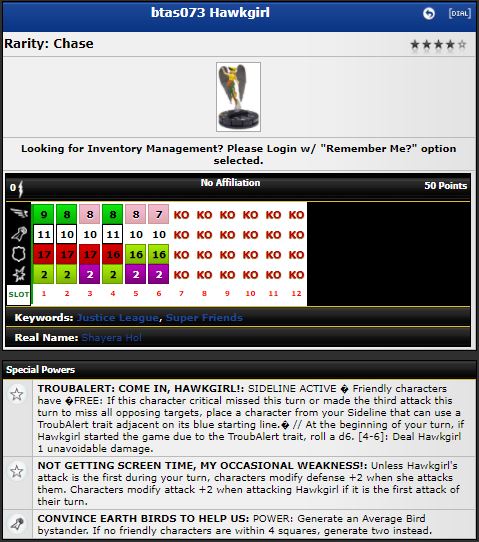 btas073 Hawkgirl
[DIAL]
Rarity: Chase
Looking for Inventory Management? Please Login w/ "Remember Me?" option
selected.
0
No Affiliation
50 Points
9 8 8 8 8 7 KO KO KO KO KO KO
11 10 10 11 10 10 KO KO KO KO KO KO
17 17 17 17 16 16 KO KO KO KO KO KO
2 2 2 2 2 2 KO KO KO KO KO KO
SLOT 1 2 3 4 5 6 7 8 9 10 11 12
Keywords: Justice League, Super Friends
Real Name: Shayera Hol
Special Powers
TROUBALERT: COME IN, HAWKGIRL!: SIDELINE ACTIVE � Friendly characters
have �FREE: If this character critical missed this turn or made the third attack this
turn to miss all opposing targets, place a character from your Sideline that can use a
TroubAlert trait adjacent on its blue starting line.� // At the beginning of your turn, if
Hawkgirl started the game due to the TroubAlert trait, roll a d6. [4-6]: Deal Hawkgirl
1 unavoidable damage.
NOT GETTING SCREEN TIME, MY OCCASIONAL WEAKNESS!: Unless Hawkgirl's
attack is the first during your turn, characters modify defense +2 when she attacks
them. Characters modify attack +2 when attacking Hawkgirl if it is the first attack of
their turn.
CONVINCE EARTH BIRDS TO HELP US: POWER: Generate an Average Bird
bystander. If no friendly characters are within 4 squares, generate two instead.